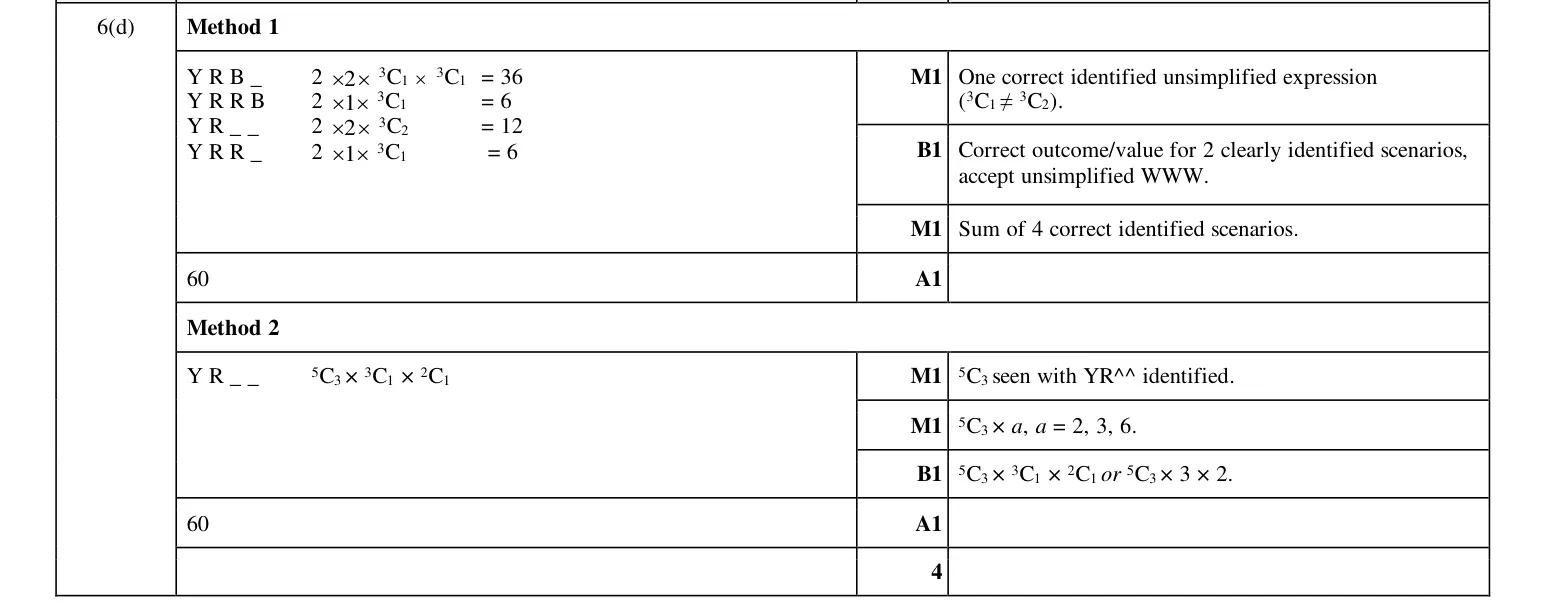 6(d) Method 1
Y R B _ 2 ×2× ³C₁ × ³C₁ = 36 M1 One correct identified unsimplified expression
Y R R B 2 ×1× ³C₁ = 6 (³C₁ ≠ ³C₂).
Y R _ _ 2 ×2× ³C₂ = 12
Y R R _ 2 ×1× ³C₁ = 6 B1 Correct outcome/value for 2 clearly identified scenarios,
accept unsimplified WWW.
M1 Sum of 4 correct identified scenarios.
60 A1
Method 2
Y R _ _ ⁵C₃ × ³C₁ × ²C₁ M1 ⁵C₃ seen with YR^^ identified.
M1 ⁵C₃ × a, a = 2, 3, 6.
B1 ⁵C₃ × ³C₁ × ²C₁ or ⁵C₃ × 3 × 2.
60 A1
4